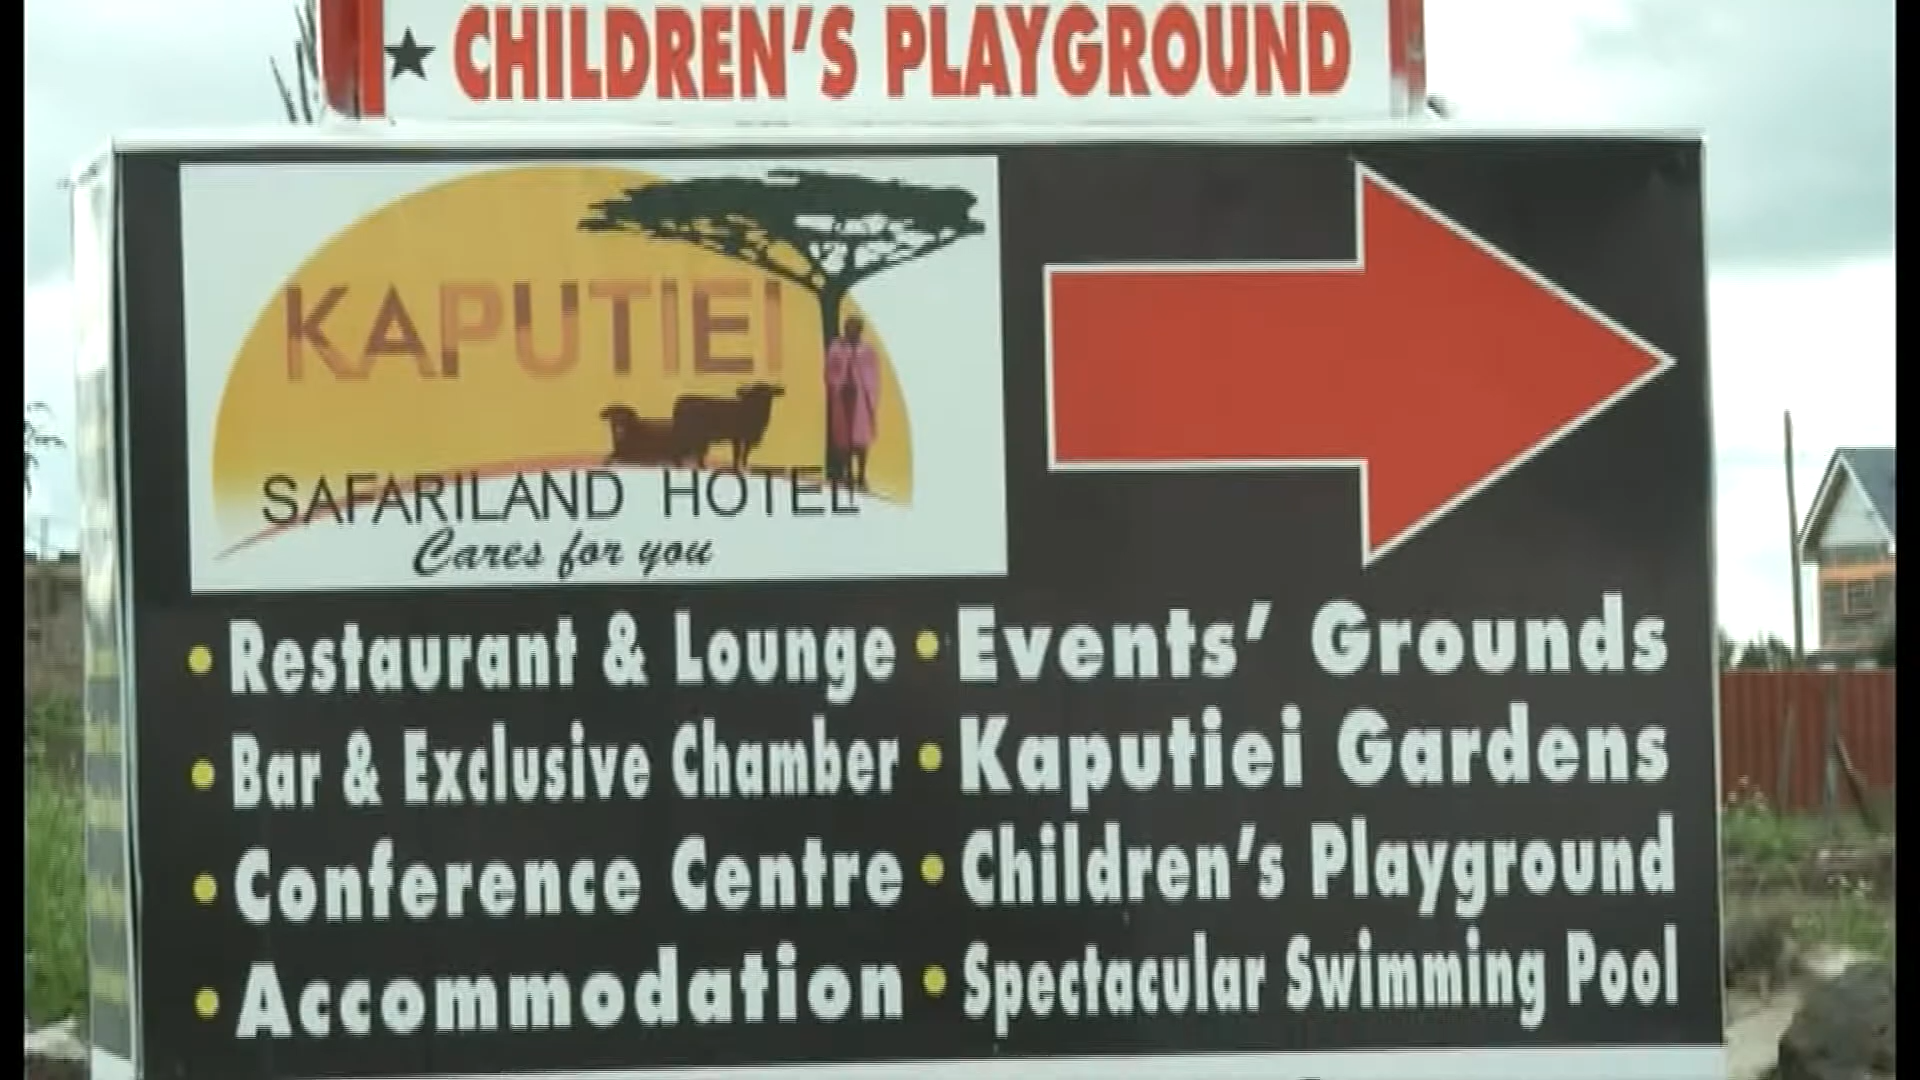 ★ CHILDREN'S PLAYGROUND
KAPUTIEI
SAFARILAND HOTEL
Cares for you
• Restaurant & Lounge
• Bar & Exclusive Chamber
• Conference Centre
• Accommodation
• Events' Grounds
• Kaputiei Gardens
• Children's Playground
• Spectacular Swimming Pool